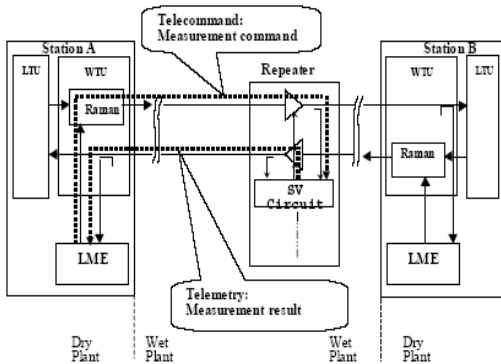 Telecommand:
Measurement command
Station A
Station B
LTU
WTU
Repeater
WTU
LTU
Raman
Raman
SV
Circuit
LME
LME
Telemetry:
Measurement result
Dry
Plant
Wet
Plant
Wet
Plant
Dry
Plant